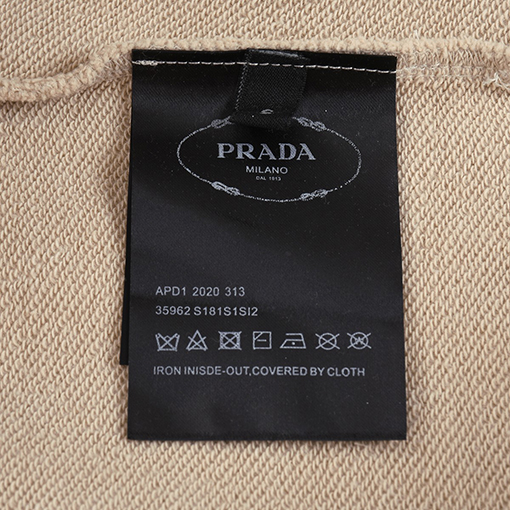 PRADA
MILANO
DAL 1913
APD1 2020 313
35962 S181S1SI2
IRON INISDE-OUT,COVERED BY CLOTH